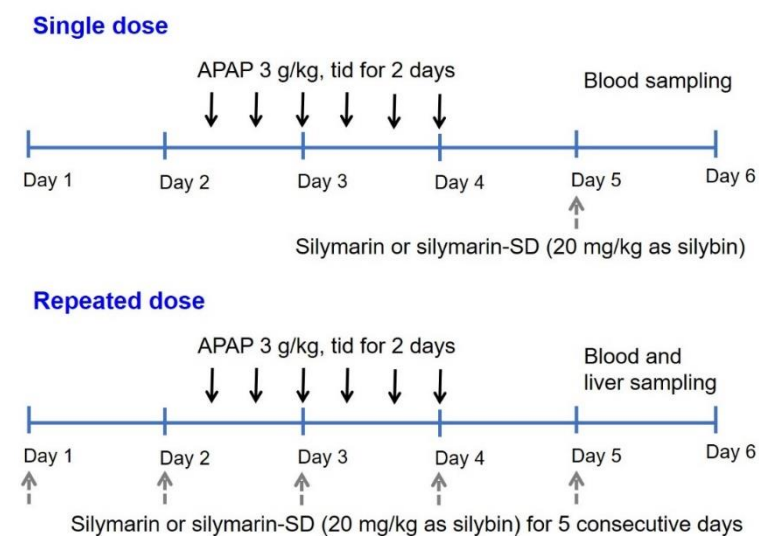 Single dose
APAP 3 g/kg, tid for 2 days
Blood sampling
Day 1
Day 2
Day 3
Day 4
Day 5
Day 6
Silymarin or silymarin-SD (20 mg/kg as silybin)
Repeated dose
APAP 3 g/kg, tid for 2 days
Blood and
liver sampling
Day 1
Day 2
Day 3
Day 4
Day 5
Day 6
Silymarin or silymarin-SD (20 mg/kg as silybin) for 5 consecutive days